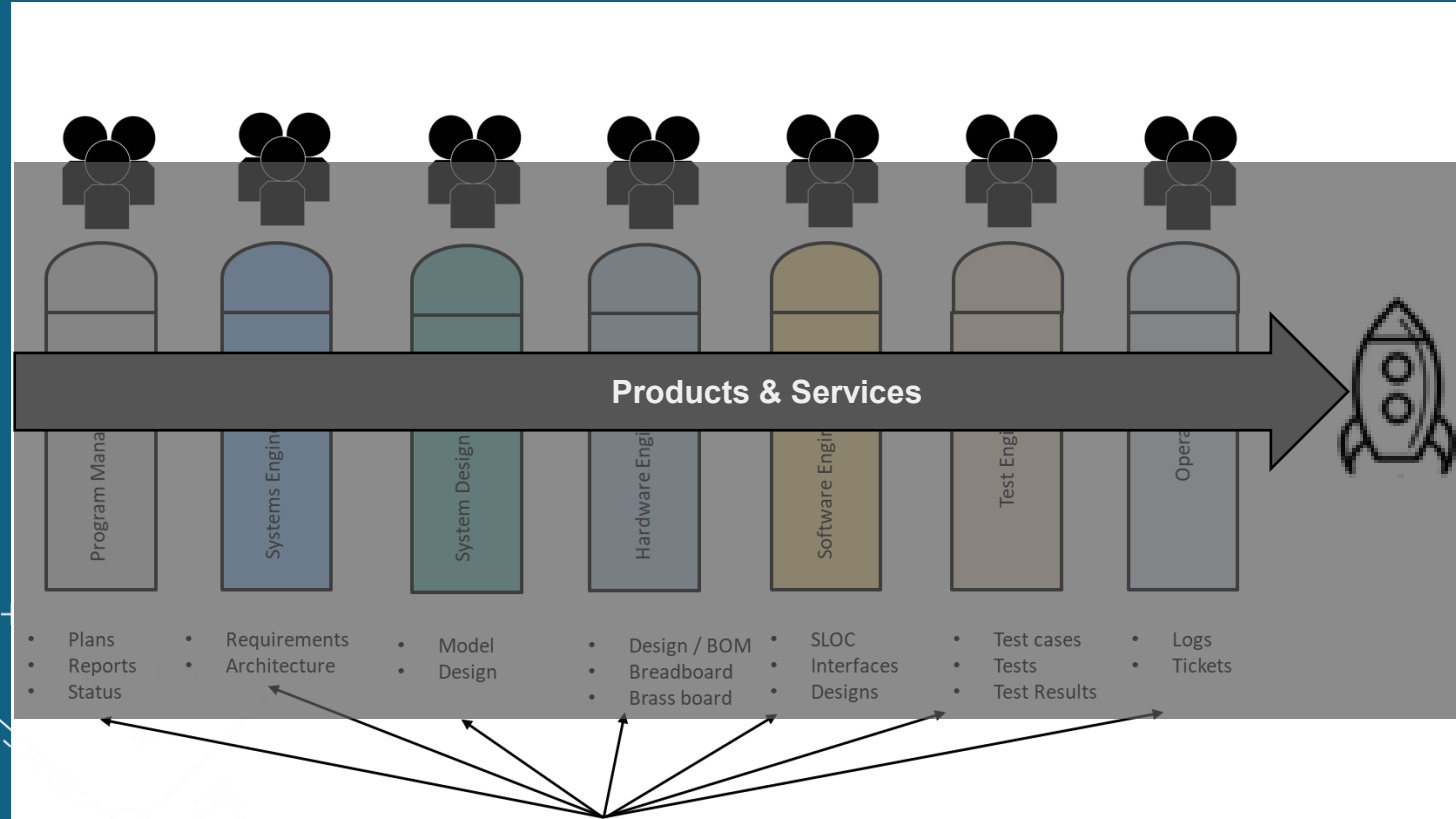 Products & Services
Program Mana
Systems Engine
System Design
Hardware Engi
Software Engin
Test Engi
Opera
• Plans
• Reports
• Status
• Requirements
• Architecture
• Model
• Design
• Design / BOM
• Breadboard
• Brass board
• SLOC
• Interfaces
• Designs
• Test cases
• Tests
• Test Results
• Logs
• Tickets